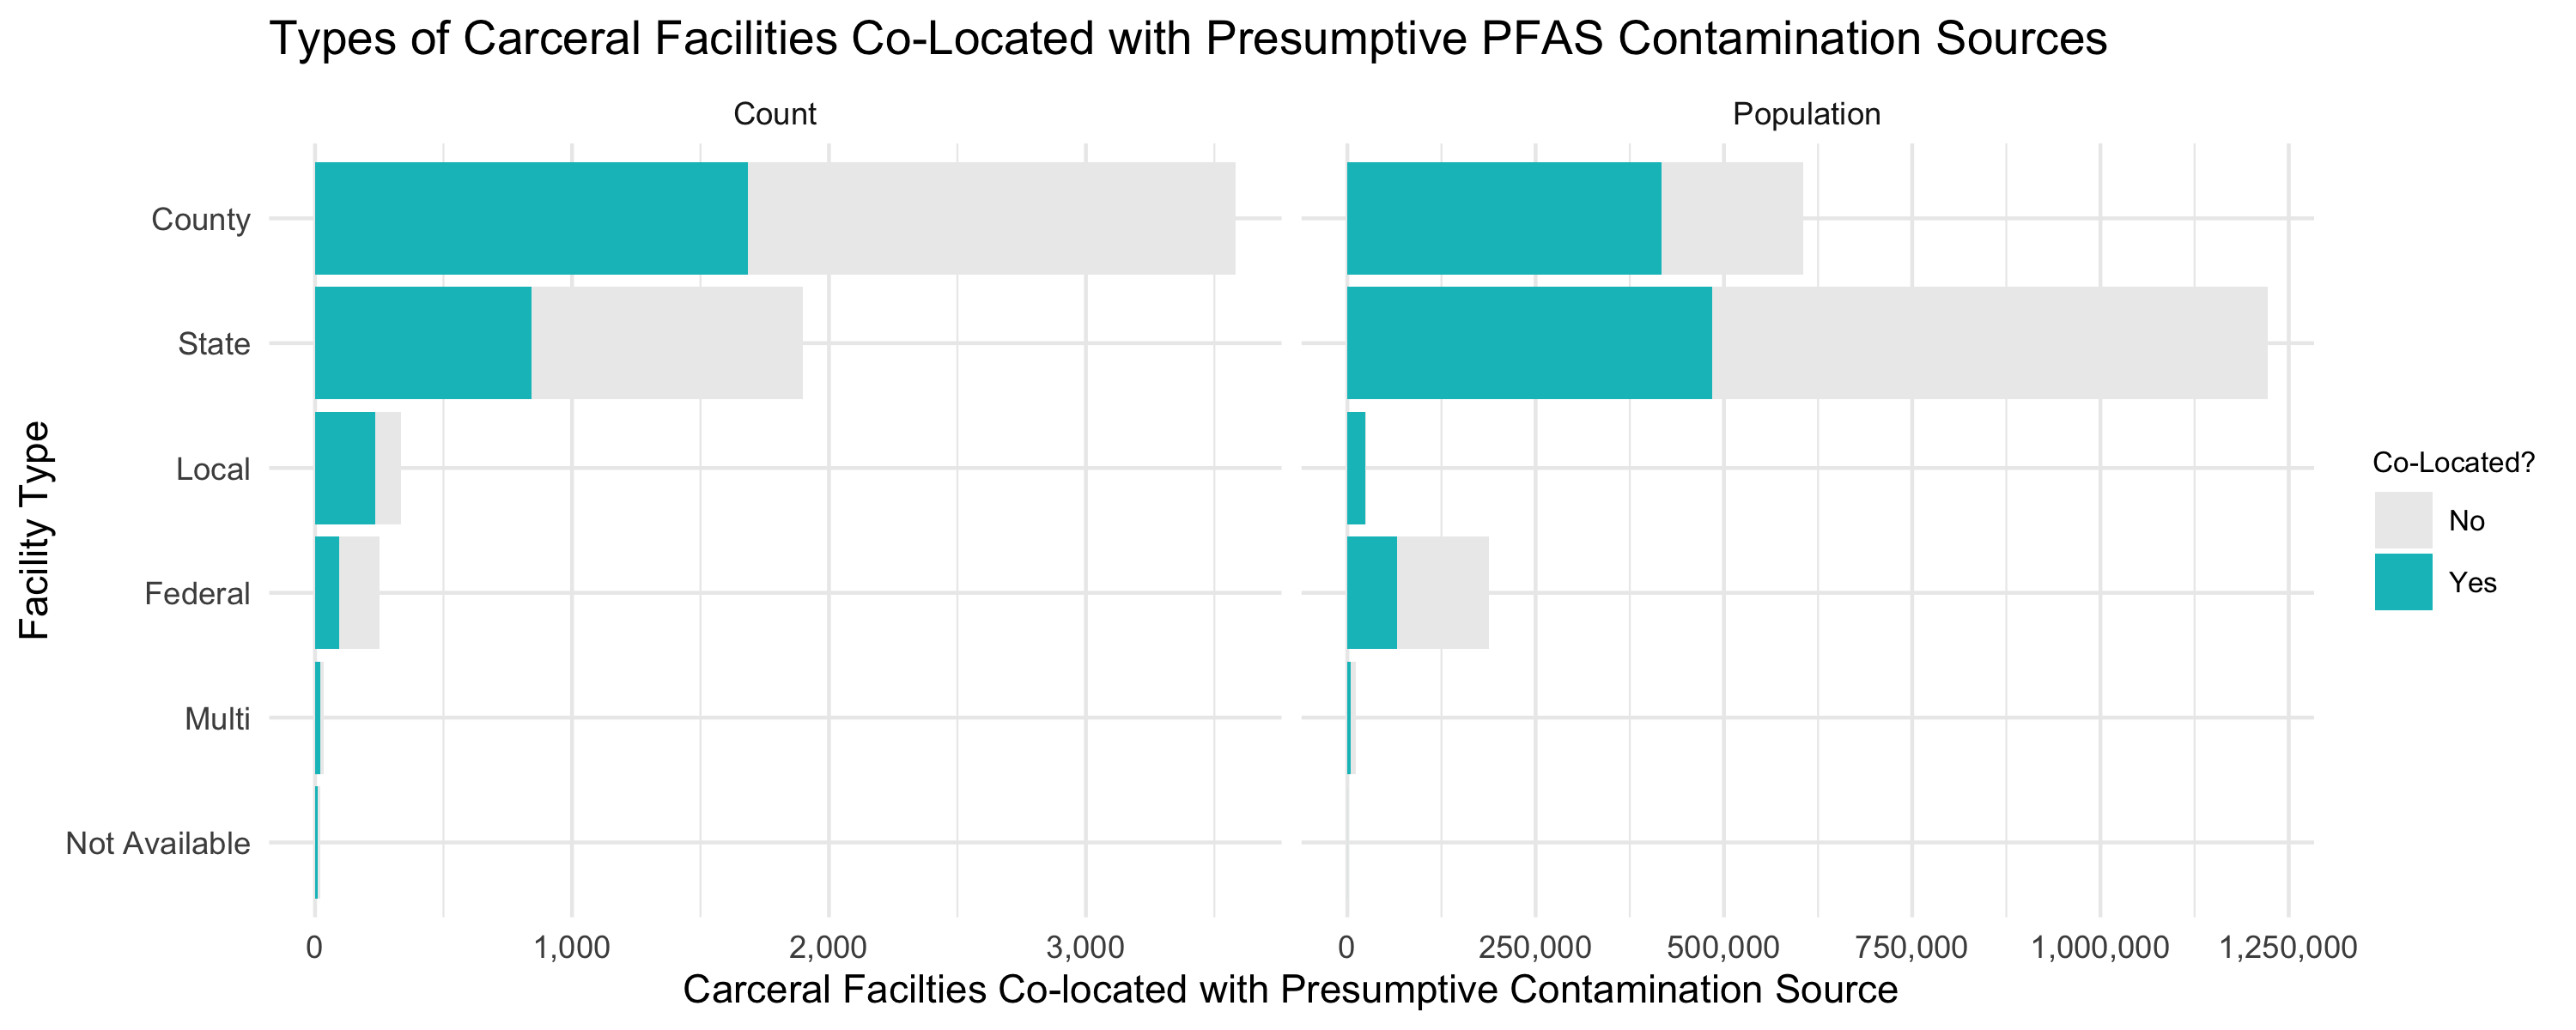 Types of Carceral Facilities Co-Located with Presumptive PFAS Contamination Sources
Count
Population
Facility Type
County
State
Local
Federal
Multi
Not Available
0
1,000
2,000
3,000
0
250,000
500,000
750,000
1,000,000
1,250,000
Carceral Facilties Co-located with Presumptive Contamination Source
Co-Located?
No
Yes